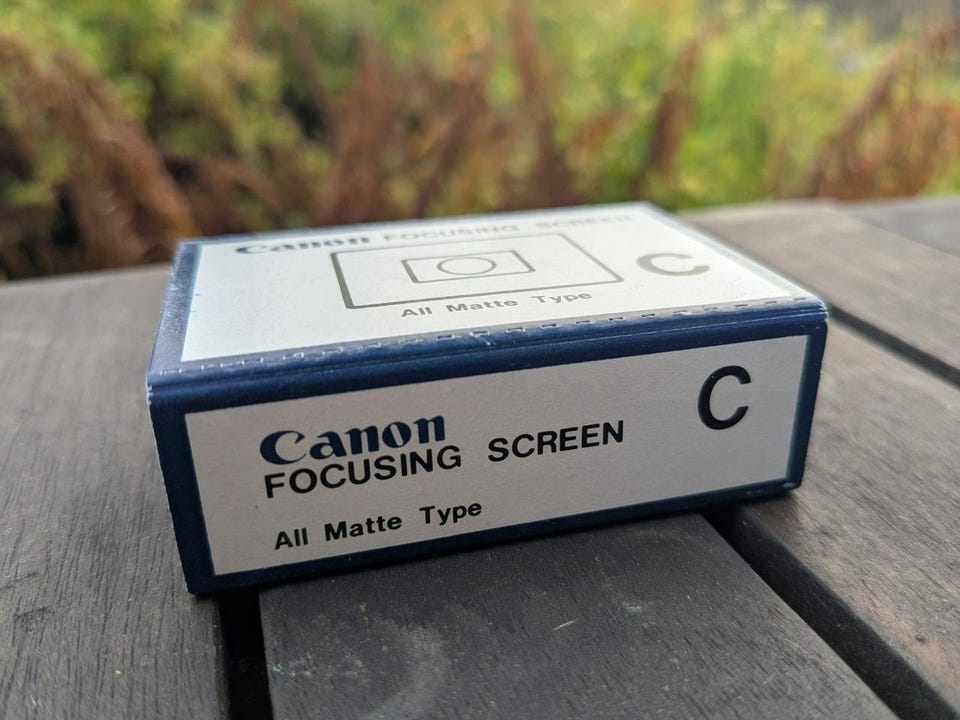 Canon FOCUSING SCREEN
C
All Matte Type
Canon
FOCUSING SCREEN
C
All Matte Type